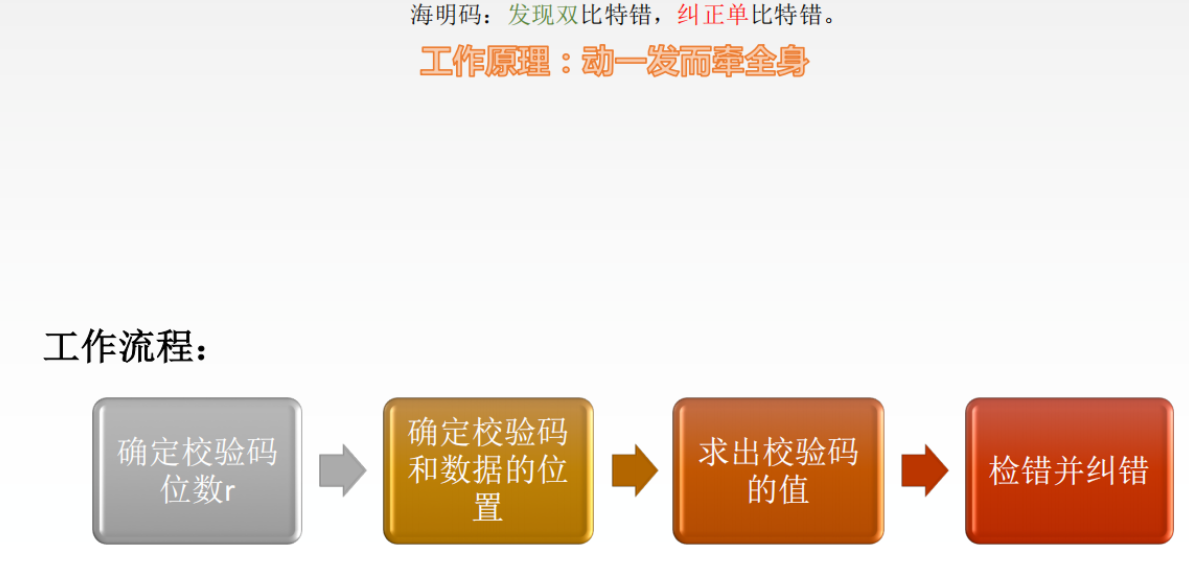 海明码：发现双比特错，纠正单比特错。
工作原理：动一发而牵全身
工作流程：
确定校验码
位数r
确定校验码
和数据的位
置
求出校验码
的值
检错并纠错